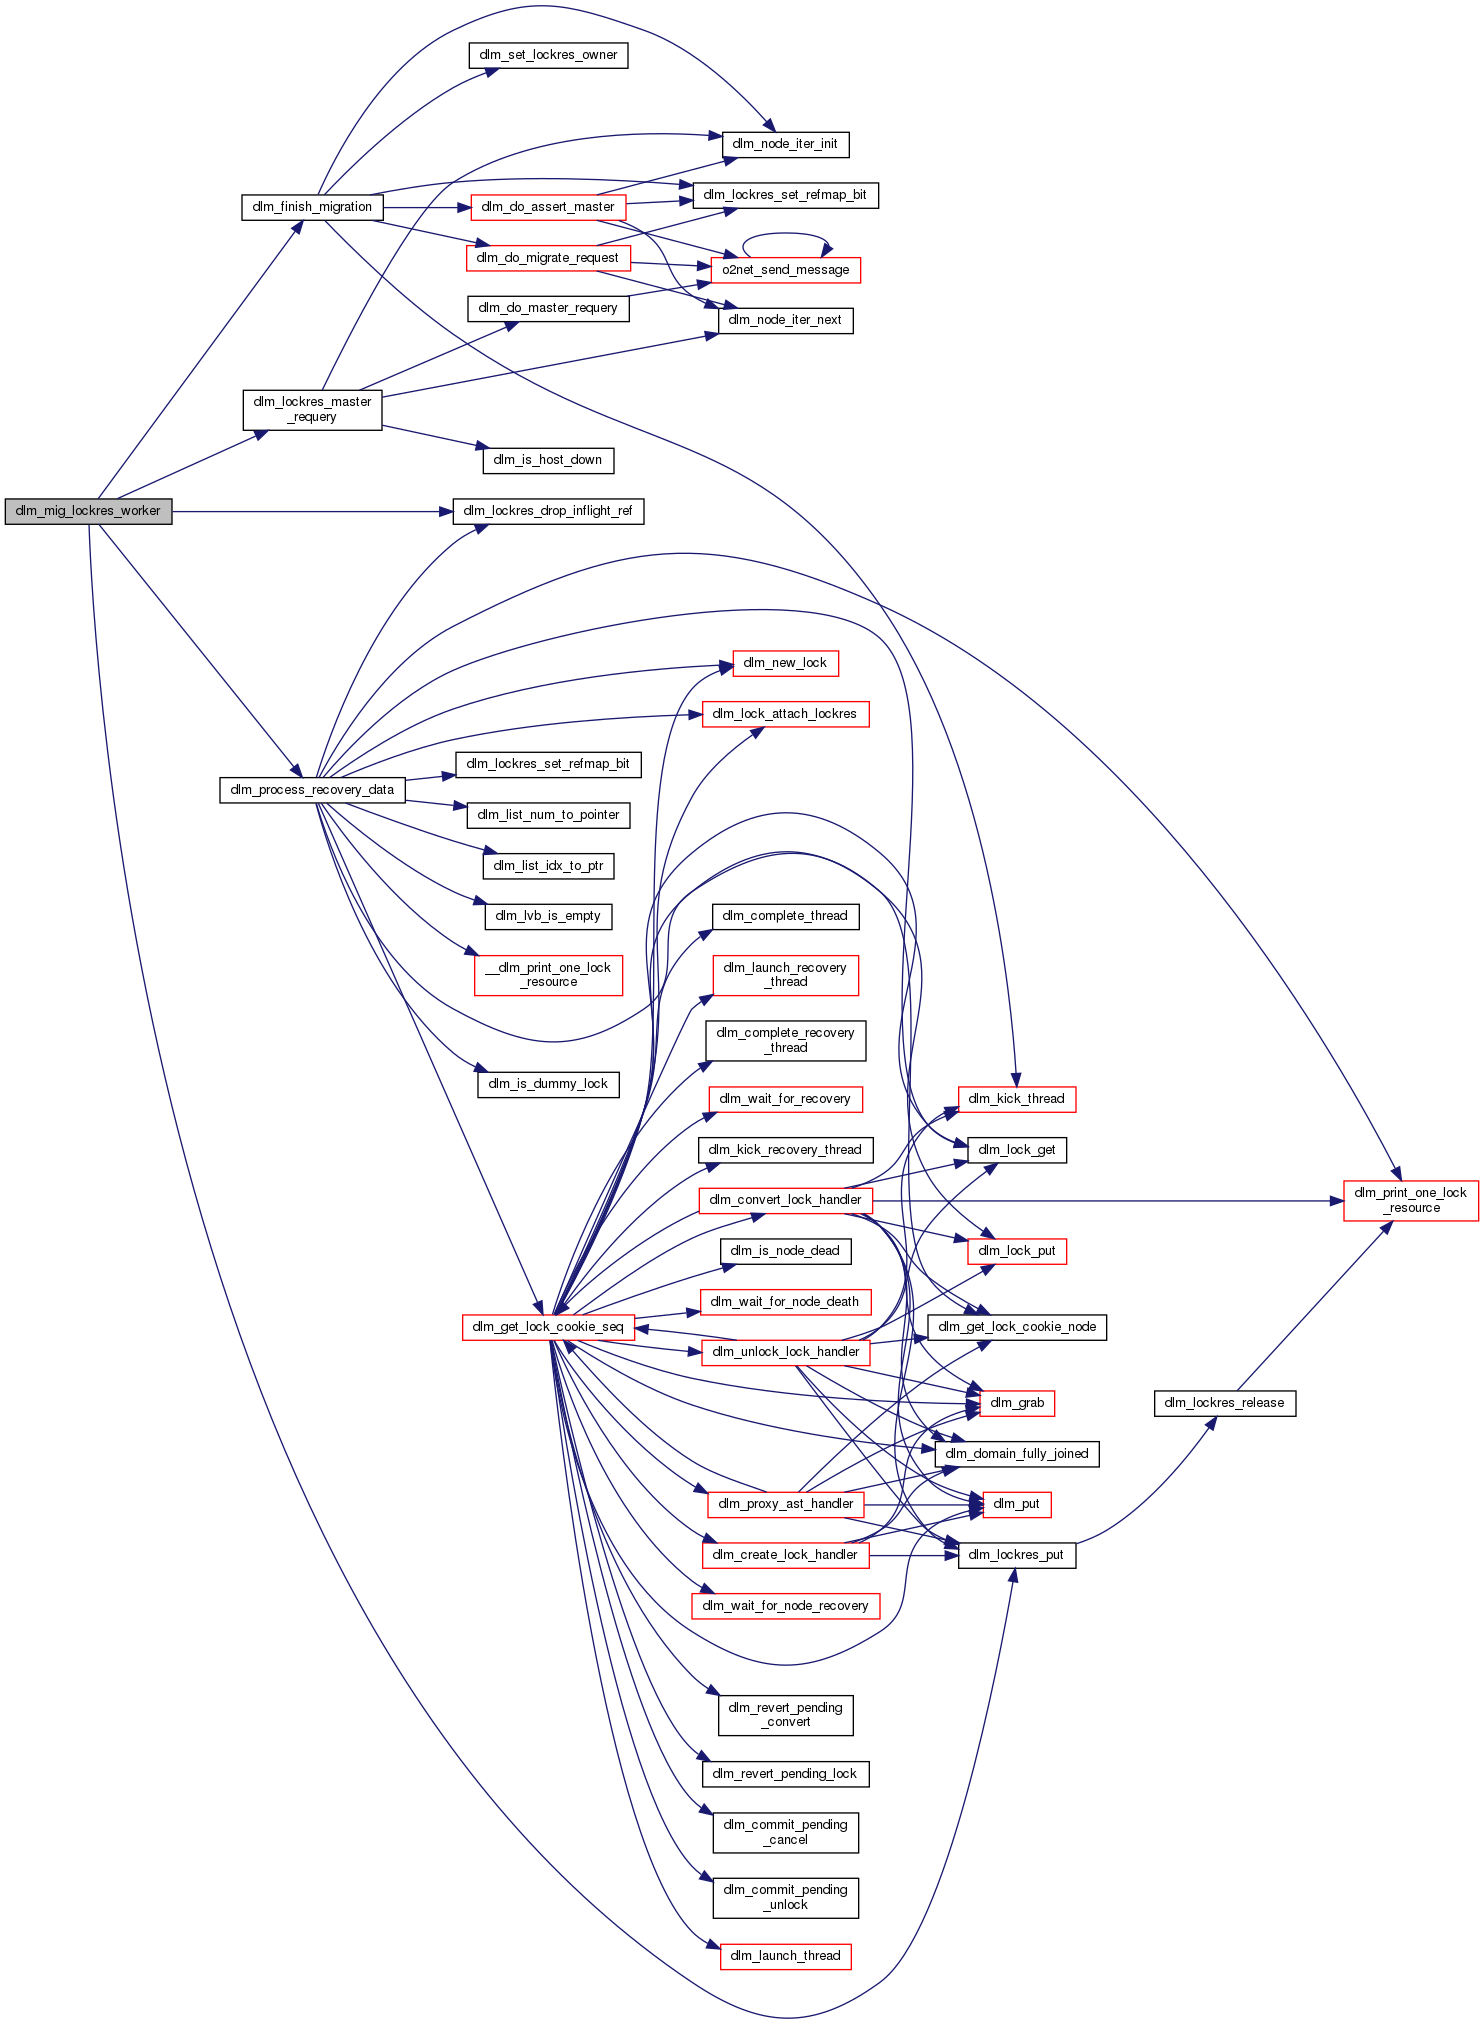 dlm_set_lockres_owner
dlm_node_iter_init
dlm_lockres_set_refmap_bit
dlm_finish_migration
dlm_do_assert_master
dlm_do_migrate_request
o2net_send_message
dlm_do_master_requery
dlm_node_iter_next
dlm_lockres_master
_requery
dlm_is_host_down
dlm_mig_lockres_worker
dlm_lockres_drop_inflight_ref
dlm_new_lock
dlm_lock_attach_lockres
dlm_lockres_set_refmap_bit
dlm_process_recovery_data
dlm_list_num_to_pointer
dlm_list_idx_to_ptr
dlm_lvb_is_empty
dlm_complete_thread
__dlm_print_one_lock
_resource
dlm_launch_recovery
_thread
dlm_complete_recovery
_thread
dlm_is_dummy_lock
dlm_wait_for_recovery
dlm_kick_thread
dlm_kick_recovery_thread
dlm_lock_get
dlm_convert_lock_handler
dlm_print_one_lock
_resource
dlm_is_node_dead
dlm_lock_put
dlm_wait_for_node_death
dlm_get_lock_cookie_seq
dlm_get_lock_cookie_node
dlm_unlock_lock_handler
dlm_grab
dlm_lockres_release
dlm_domain_fully_joined
dlm_proxy_ast_handler
dlm_put
dlm_create_lock_handler
dlm_lockres_put
dlm_wait_for_node_recovery
dlm_revert_pending
_convert
dlm_revert_pending_lock
dlm_commit_pending
_cancel
dlm_commit_pending
_unlock
dlm_launch_thread